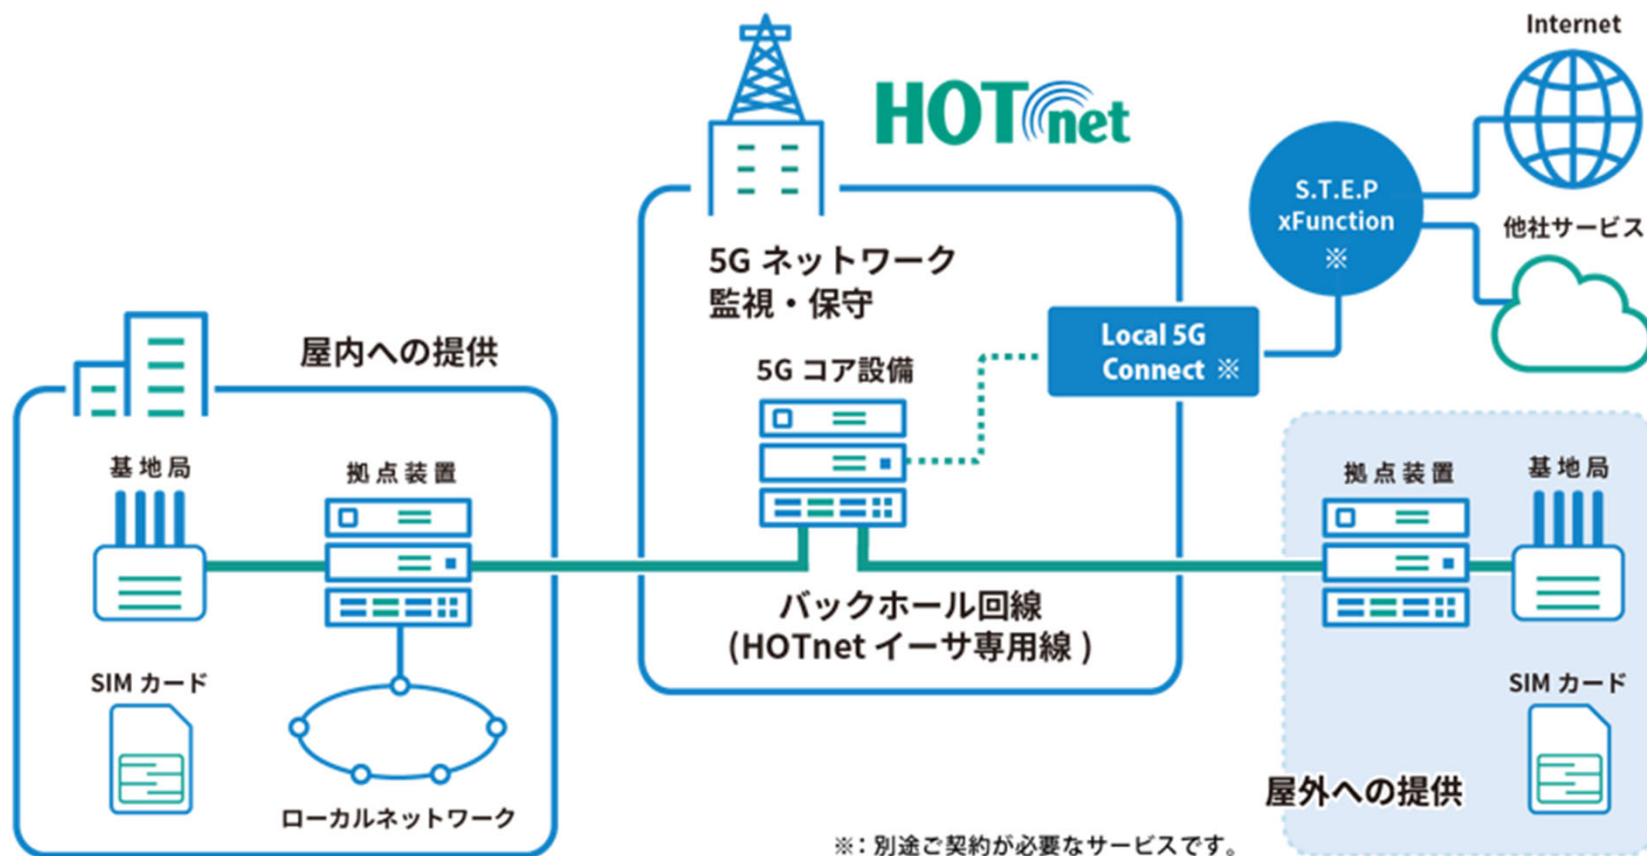 Internet
HOTnet
S.T.E.P
xFunction
※
他社サービス
5G ネットワーク
監視・保守
Local 5G
Connect ※
屋内への提供
5G コア設備
基地局
拠点装置
拠点装置
基地局
バックホール回線
(HOTnet イーサ専用線 )
SIM カード
SIM カード
屋外への提供
ローカルネットワーク
※：別途ご契約が必要なサービスです。